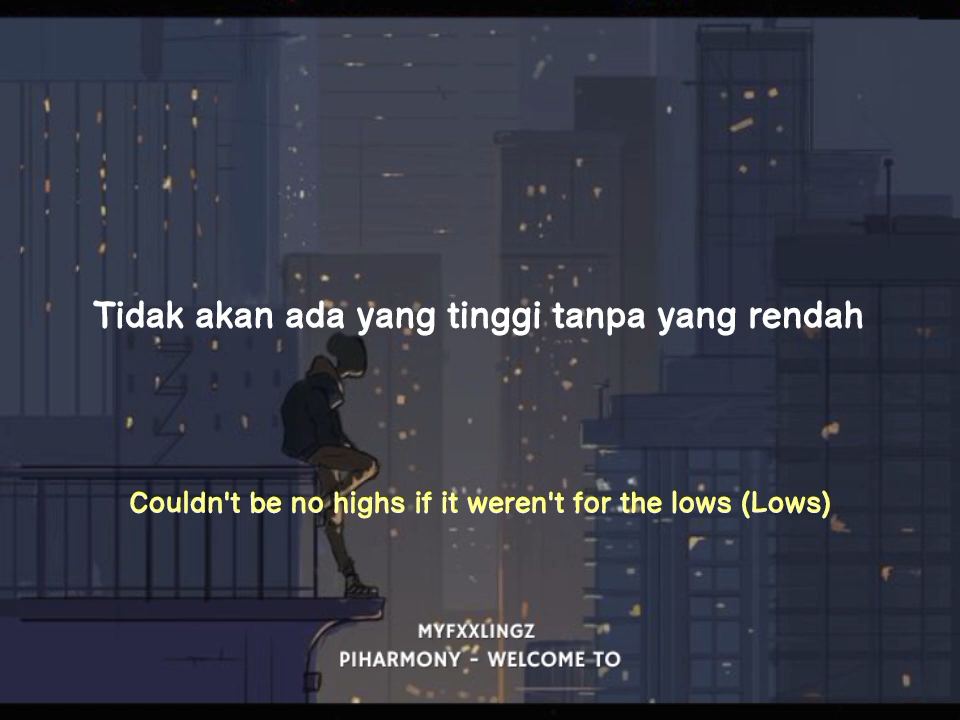 Tidak akan ada yang tinggi tanpa yang rendah
Couldn't be no highs if it weren't for the lows (Lows)
MYFXXLINGZ
PIHARMONY - WELCOME TO